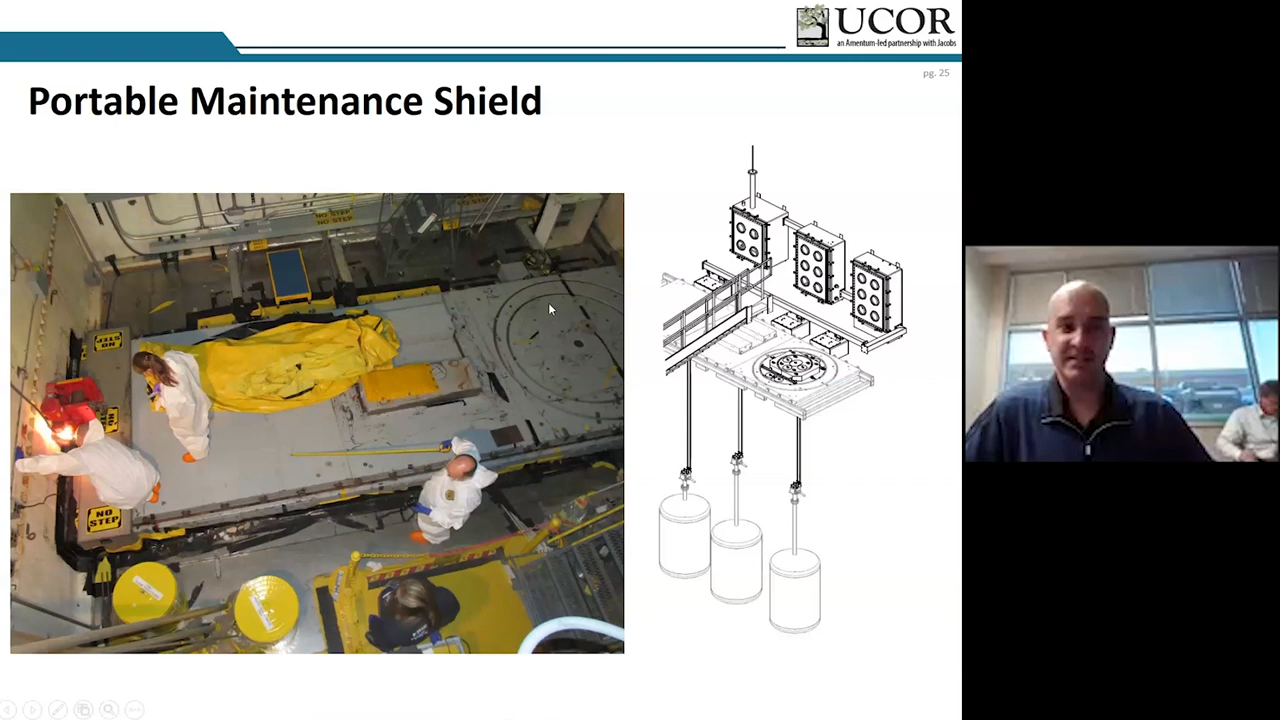 UCOR
an Amentum-led partnership with Jacobs
pg. 25
Portable Maintenance Shield
NO STEP
NO STEP
NO
STEP
NO
STEP